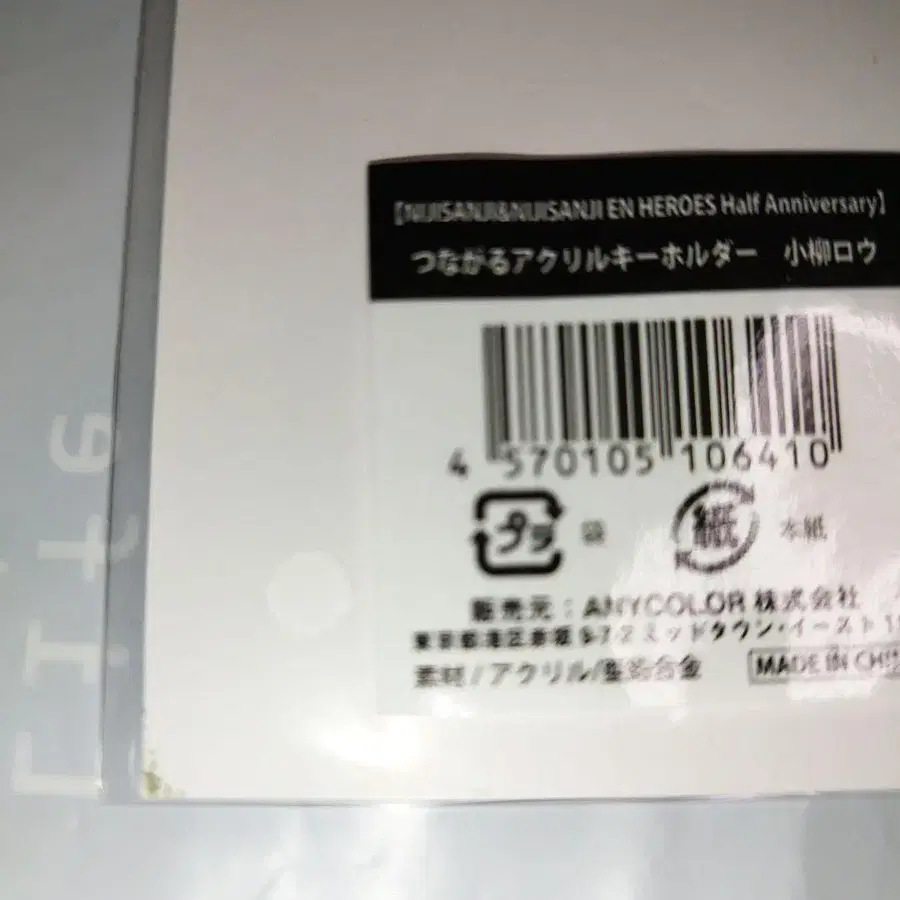 【NIJISANJI&NIJISANJI EN HEROES Half Anniversary】
つながるアクリルキーホルダー 小柳ロウ
4 570105 106410
プラ 袋 紙 本紙
販売元:ANYCOLOR 株式会社
東京都港区赤坂 9-7-2 ミッドタウン・イースト 1
素材/アクリル/亜鉛合金 MADE IN CHI